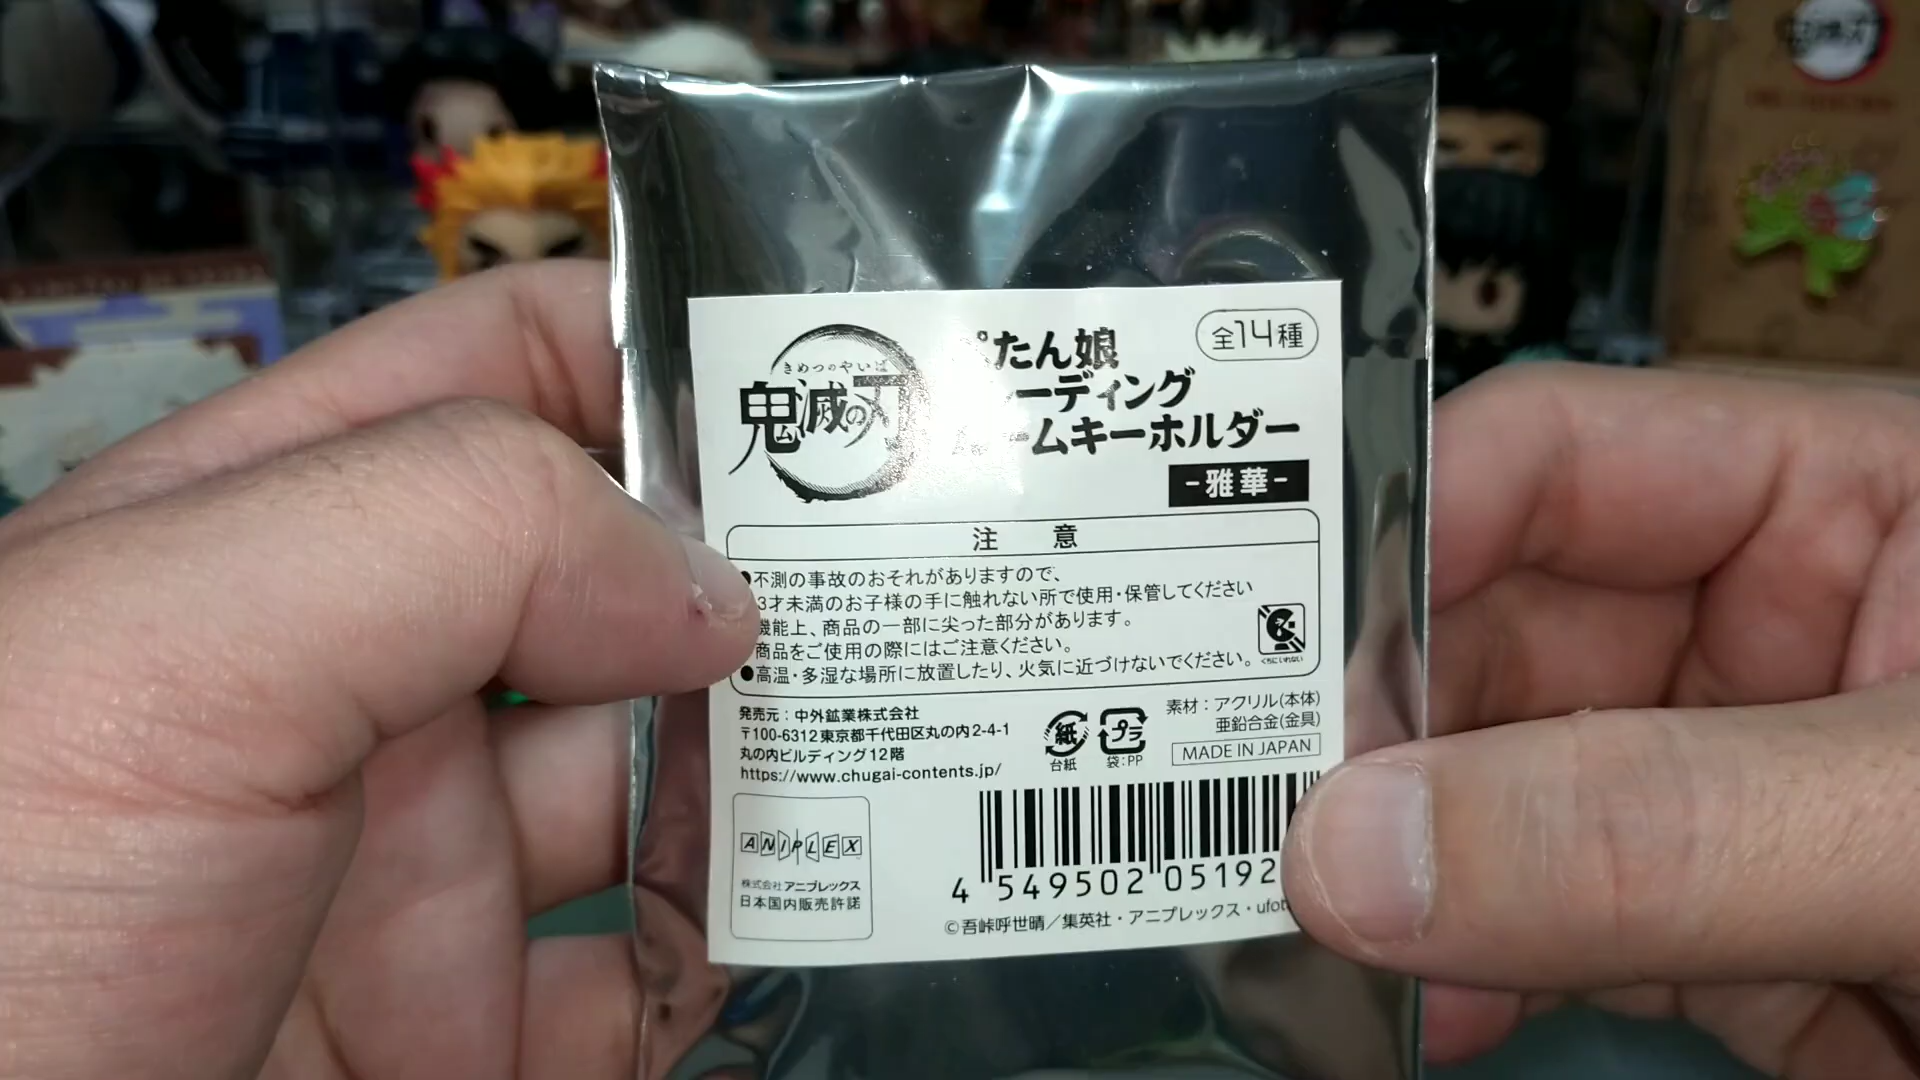 きめつのやいば
鬼滅の刃
たん娘
ーディング
ームキーホルダー
全14種
-雅華-
注 意
●不測の事故のおそれがありますので、
3才未満のお子様の手に触れない所で使用・保管してください
機能上、商品の一部に尖った部分があります。
商品をご使用の際にはご注意ください。
●高温・多湿な場所に放置したり、火気に近づけないでください。
くちにいれない
発売元：中外鉱業株式会社
〒100-6312東京都千代田区丸の内2-4-1
丸の内ビルディング12階
https://www.chugai-contents.jp/
紙
台紙
プラ
袋:PP
素材：アクリル(本体)
亜鉛合金(金具)
MADE IN JAPAN
ANIPLEX
株式会社アニプレックス
日本国内販売許諾
4 549502 05192
©吾峠呼世晴／集英社・アニプレックス・ufot